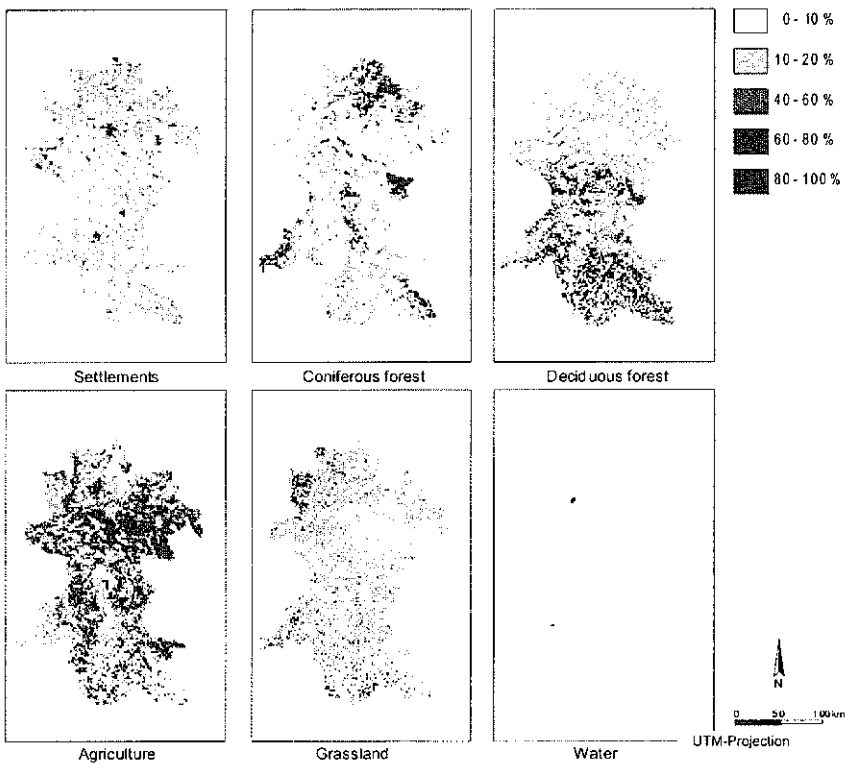 0 - 10 %
10 - 20 %
40 - 60 %
60 - 80 %
80 - 100 %
Settlements
Coniferous forest
Deciduous forest
Agriculture
Grassland
Water
N
0 50 100 km
UTM-Projection